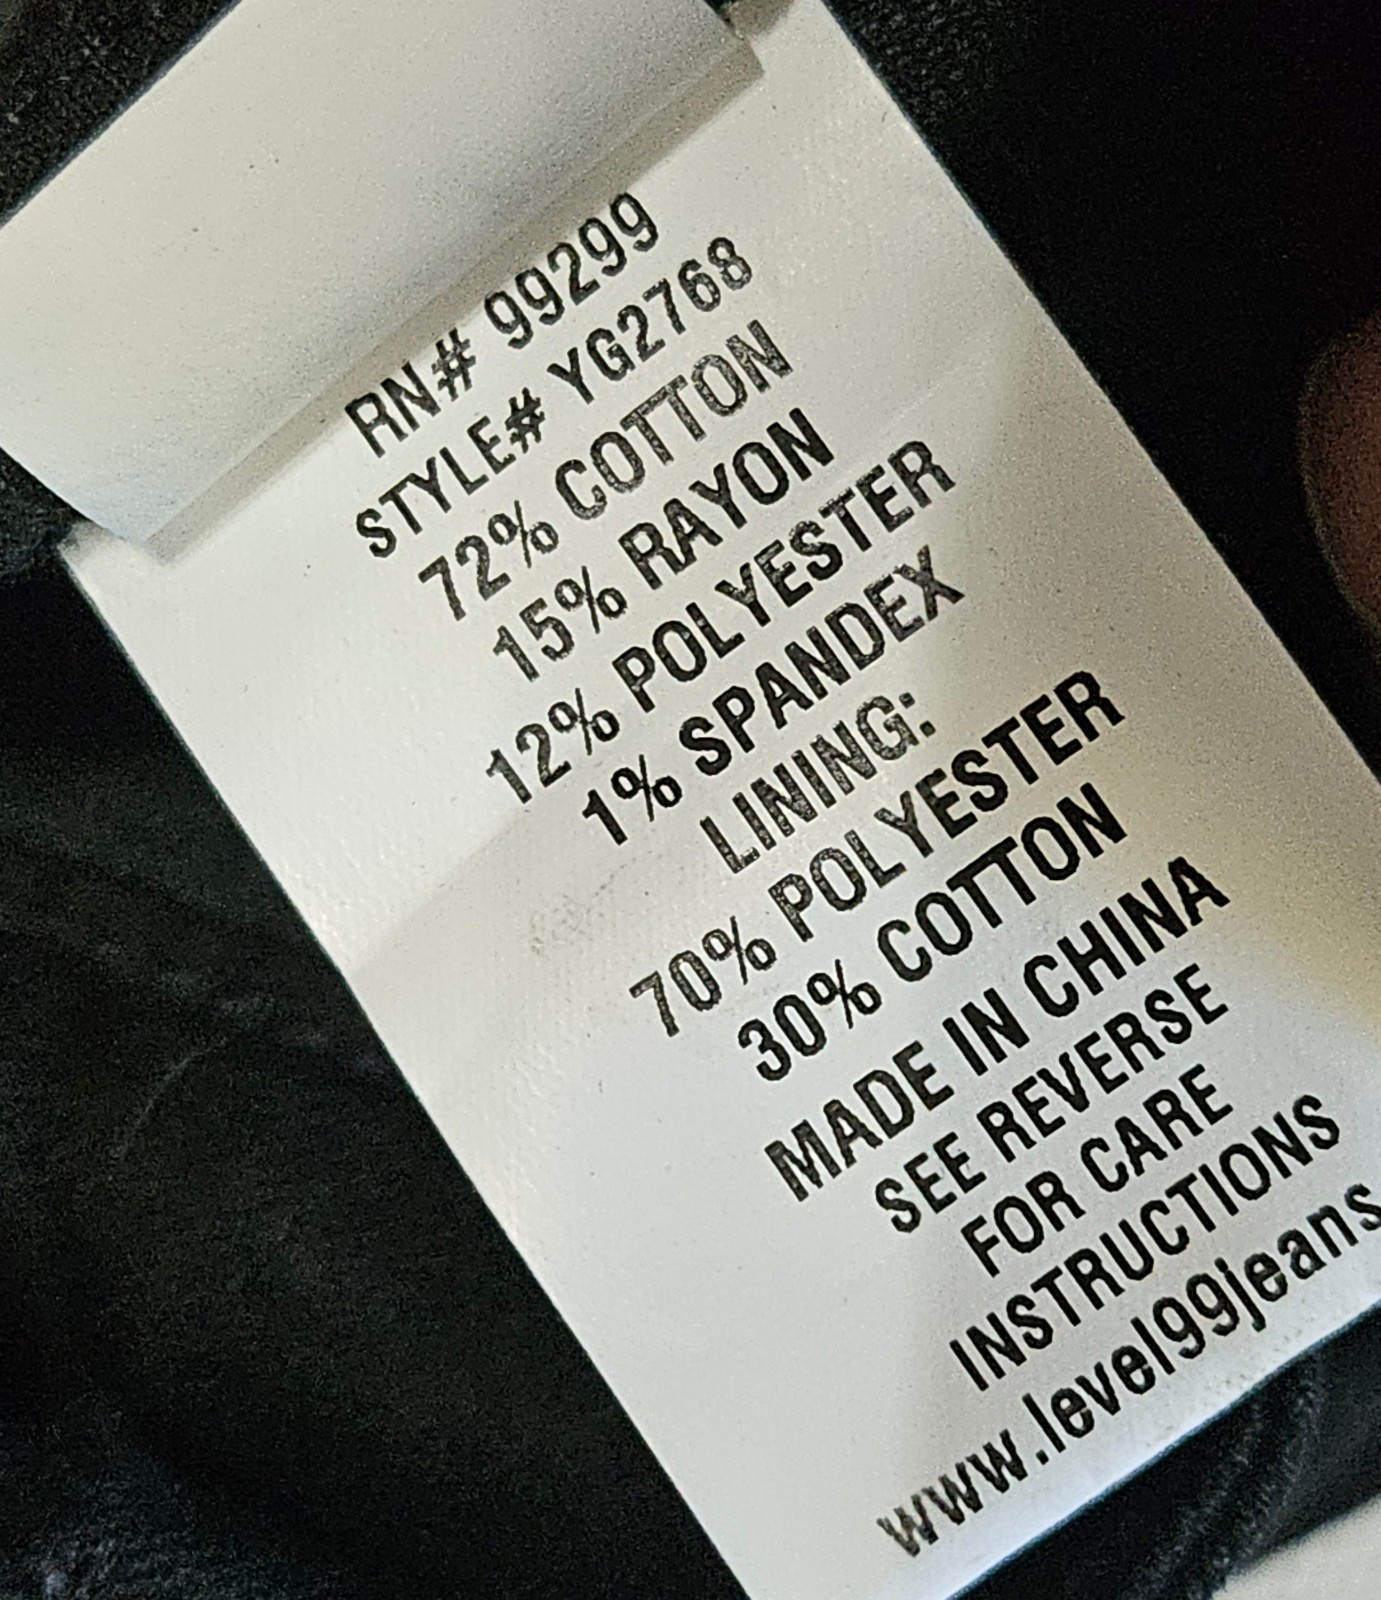 RN# 99299
STYLE# YG2768
72% COTTON
15% RAYON
12% POLYESTER
1% SPANDEX
LINING:
70% POLYESTER
30% COTTON
MADE IN CHINA
SEE REVERSE
FOR CARE
INSTRUCTIONS
www.level99jeans